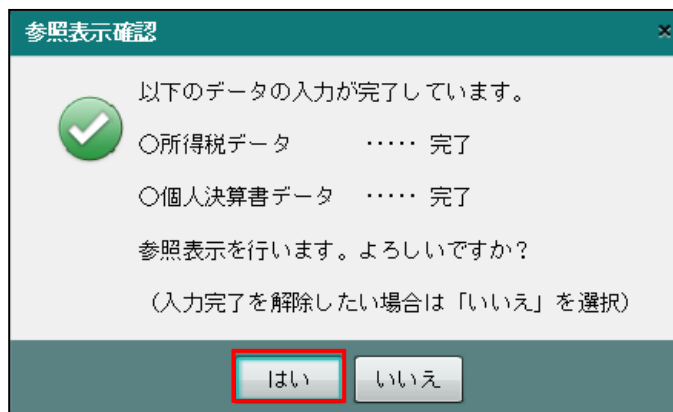 参照表示確認
以下のデータの入力が完了しています。
○所得税データ ・・・・・ 完了
○個人決算書データ ・・・・・ 完了
参照表示を行います。よろしいですか？
（入力完了を解除したい場合は「いいえ」を選択）
はい いいえ